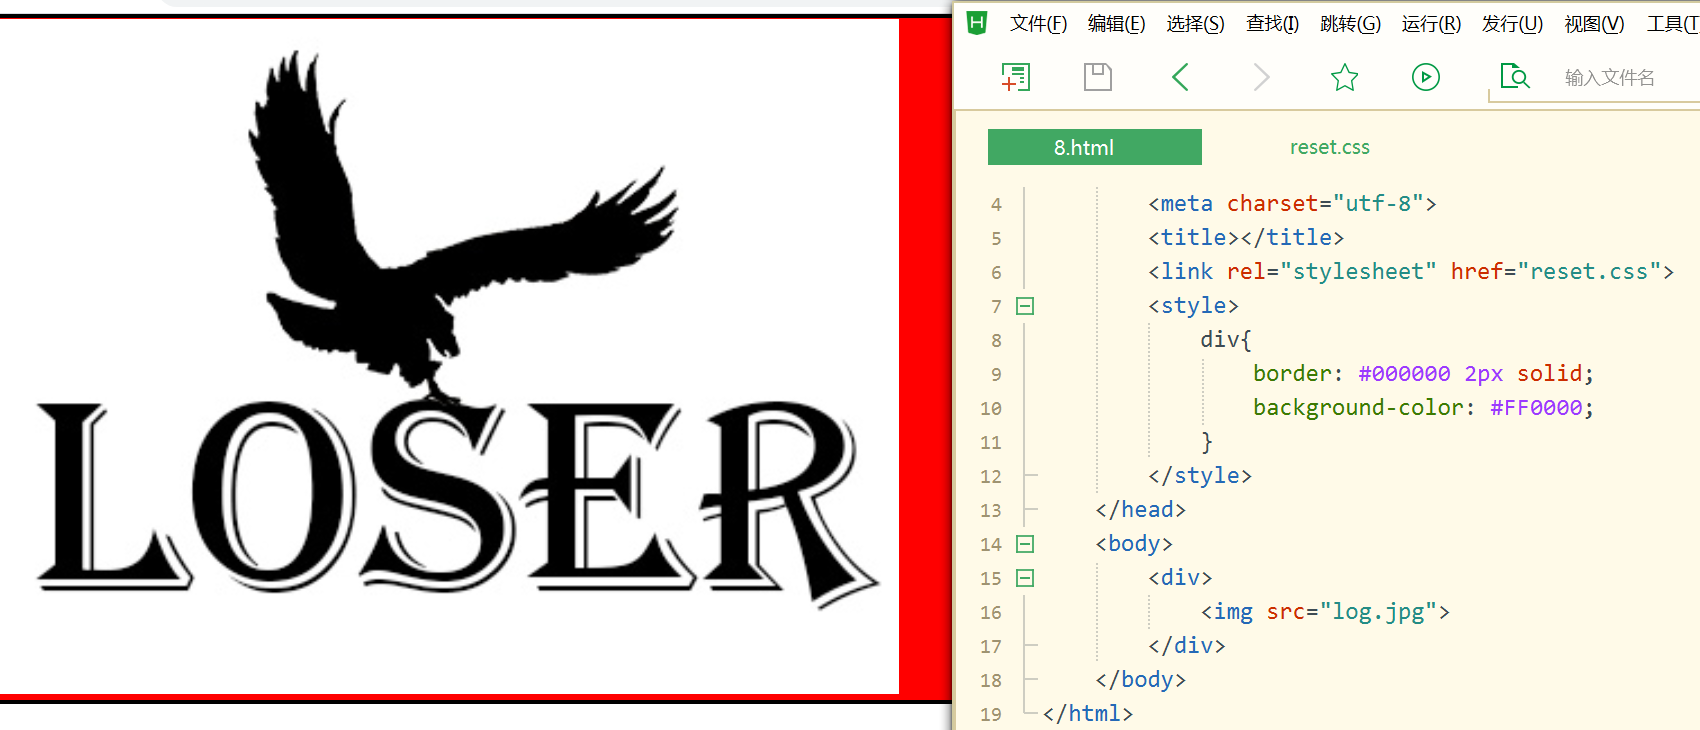 LOSER
文件(F) 编辑(E) 选择(S) 查找(I) 跳转(G) 运行(R) 发行(U) 视图(V) 工具(T
输入文件名
8.html reset.css
4 <meta charset="utf-8">
5 <title></title>
6 <link rel="stylesheet" href="reset.css">
7 <style>
8 div{
9 border: #000000 2px solid;
10 background-color: #FF0000;
11 }
12 </style>
13 </head>
14 <body>
15 <div>
16 <img src="log.jpg">
17 </div>
18 </body>
19 </html>